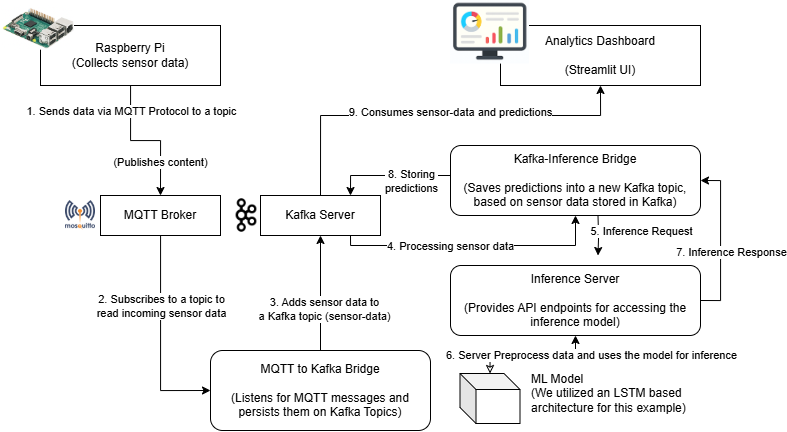 Raspberry Pi
(Collects sensor data)
Analytics Dashboard
(Streamlit UI)
1. Sends data via MQTT Protocol to a topic
9. Consumes sensor-data and predictions
(Publishes content)
8. Storing
predictions
Kafka-Inference Bridge
(Saves predictions into a new Kafka topic,
based on sensor data stored in Kafka)
mosquitto
MQTT Broker
Kafka Server
4. Processing sensor data
5. Inference Request
7. Inference Response
2. Subscribes to a topic to
read incoming sensor data
3. Adds sensor data to
a Kafka topic (sensor-data)
Inference Server
(Provides API endpoints for accessing the
inference model)
6. Server Preprocess data and uses the model for inference
MQTT to Kafka Bridge
(Listens for MQTT messages and
persists them on Kafka Topics)
ML Model
(We utilized an LSTM based
architecture for this example)